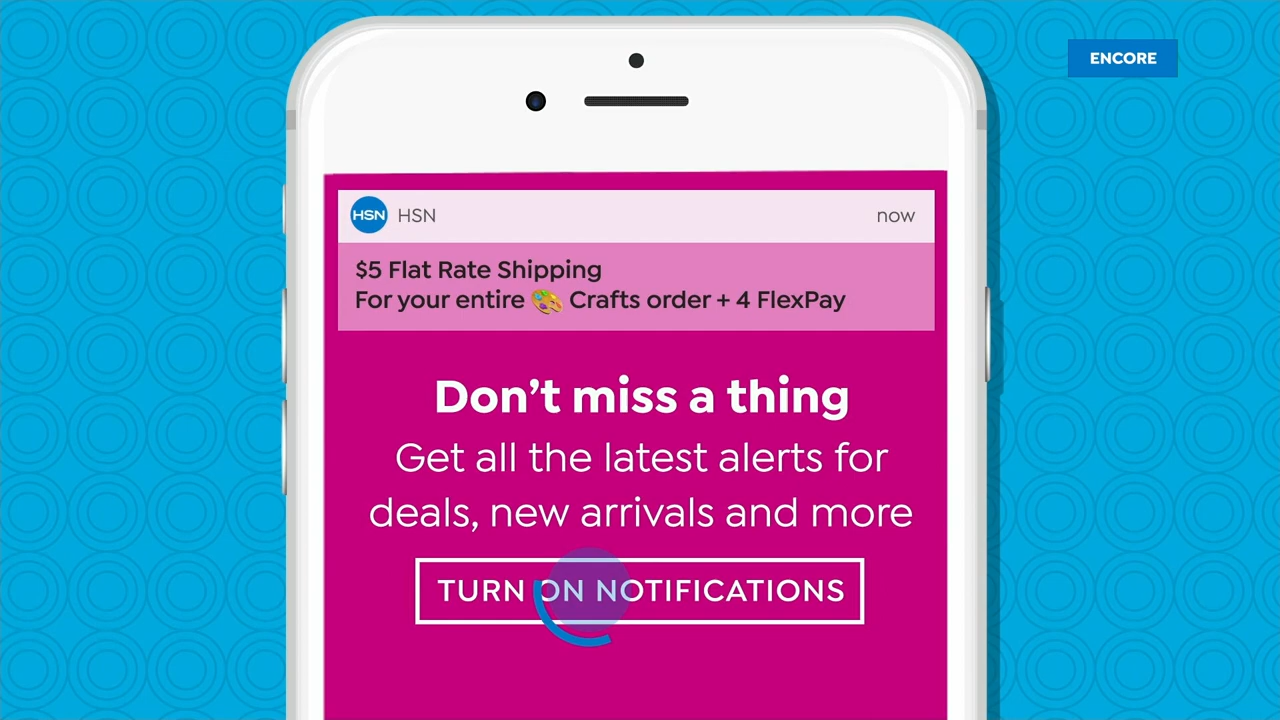 ENCORE
HSN HSN now
$5 Flat Rate Shipping
For your entire 🎨 Crafts order + 4 FlexPay
Don’t miss a thing
Get all the latest alerts for
deals, new arrivals and more
TURN ON NOTIFICATIONS